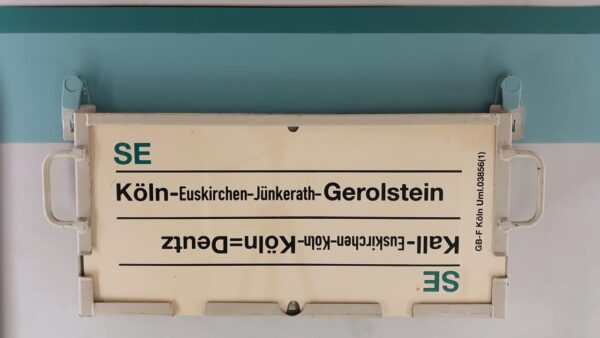 SE
Köln-Euskirchen-Jünkerath-Gerolstein
Kall-Euskirchen-Köln-Köln=Deutz
SE
GB-F Köln Uml.03856(1)